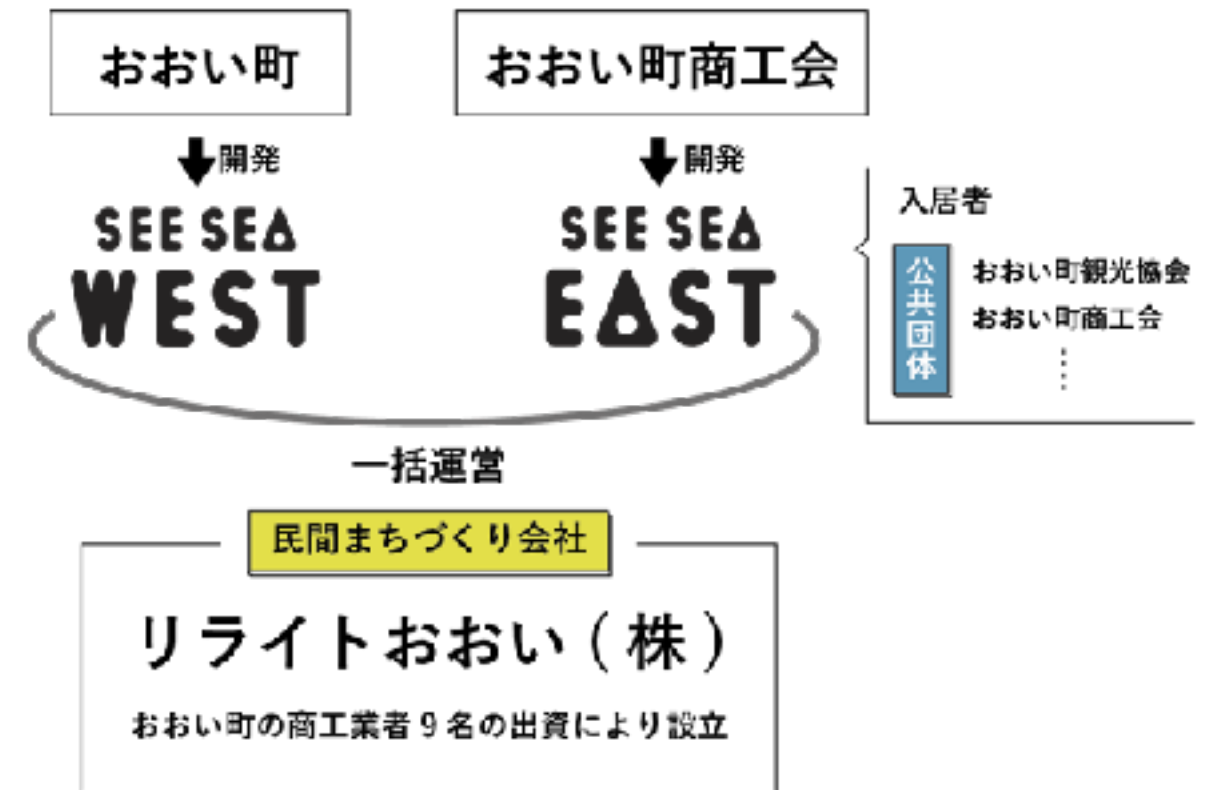 おおい町
おおい町商工会
開発
開発
SEE SEA
WEST
SEE SEA
EAST
入居者
公共団体
おおい町観光協会
おおい町商工会
一括運営
民間まちづくり会社
リライトおおい(株)
おおい町の商工業者9名の出資により設立